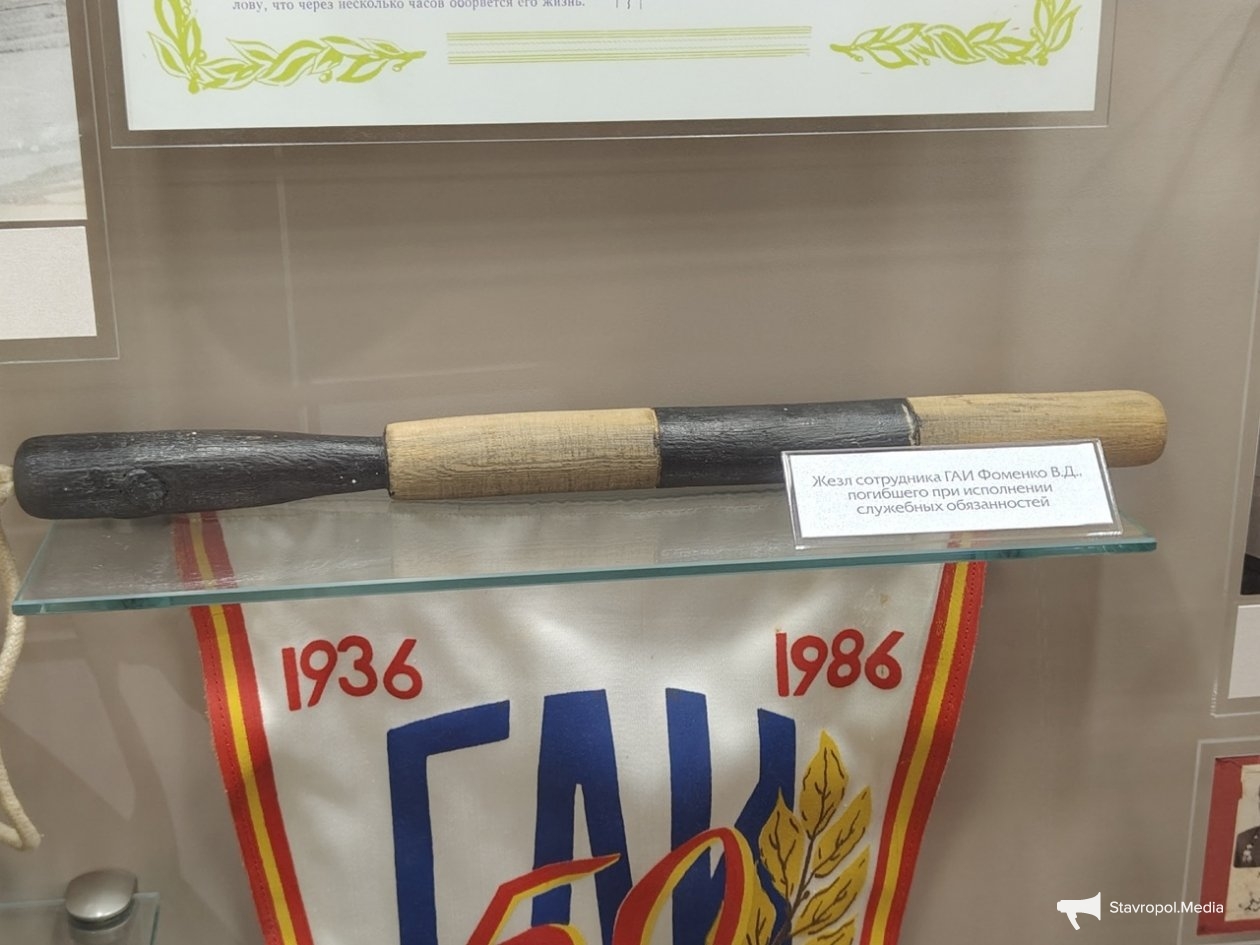 лову, что через несколько часов оборвется его жизнь.
Жезл сотрудника ГАИ Фоменко В.Д.,
погибшего при исполнении
служебных обязанностей
1936 1986
ГАИ
50
Stavropol.Media